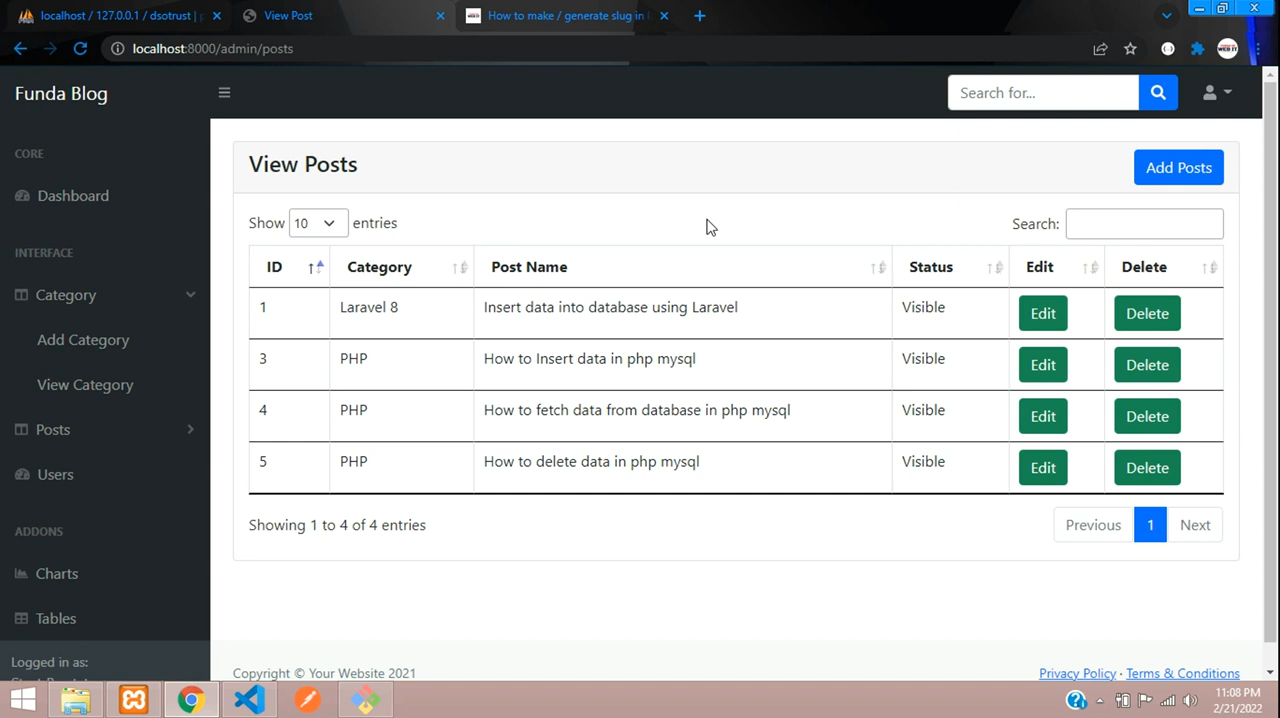 localhost / 127.0.0.1 / dsotrust |
View Post
How to make / generate slug in
localhost:8000/admin/posts
Funda Blog
Search for...
CORE
Dashboard
INTERFACE
Category
Add Category
View Category
Posts
Users
ADDONS
Charts
Tables
Logged in as:
View Posts
Add Posts
Show 10 entries
Search:
ID Category Post Name Status Edit Delete
1 Laravel 8 Insert data into database using Laravel Visible Edit Delete
3 PHP How to Insert data in php mysql Visible Edit Delete
4 PHP How to fetch data from database in php mysql Visible Edit Delete
5 PHP How to delete data in php mysql Visible Edit Delete
Showing 1 to 4 of 4 entries
Previous 1 Next
Copyright © Your Website 2021
Privacy Policy · Terms & Conditions
11:08 PM
2/21/2022